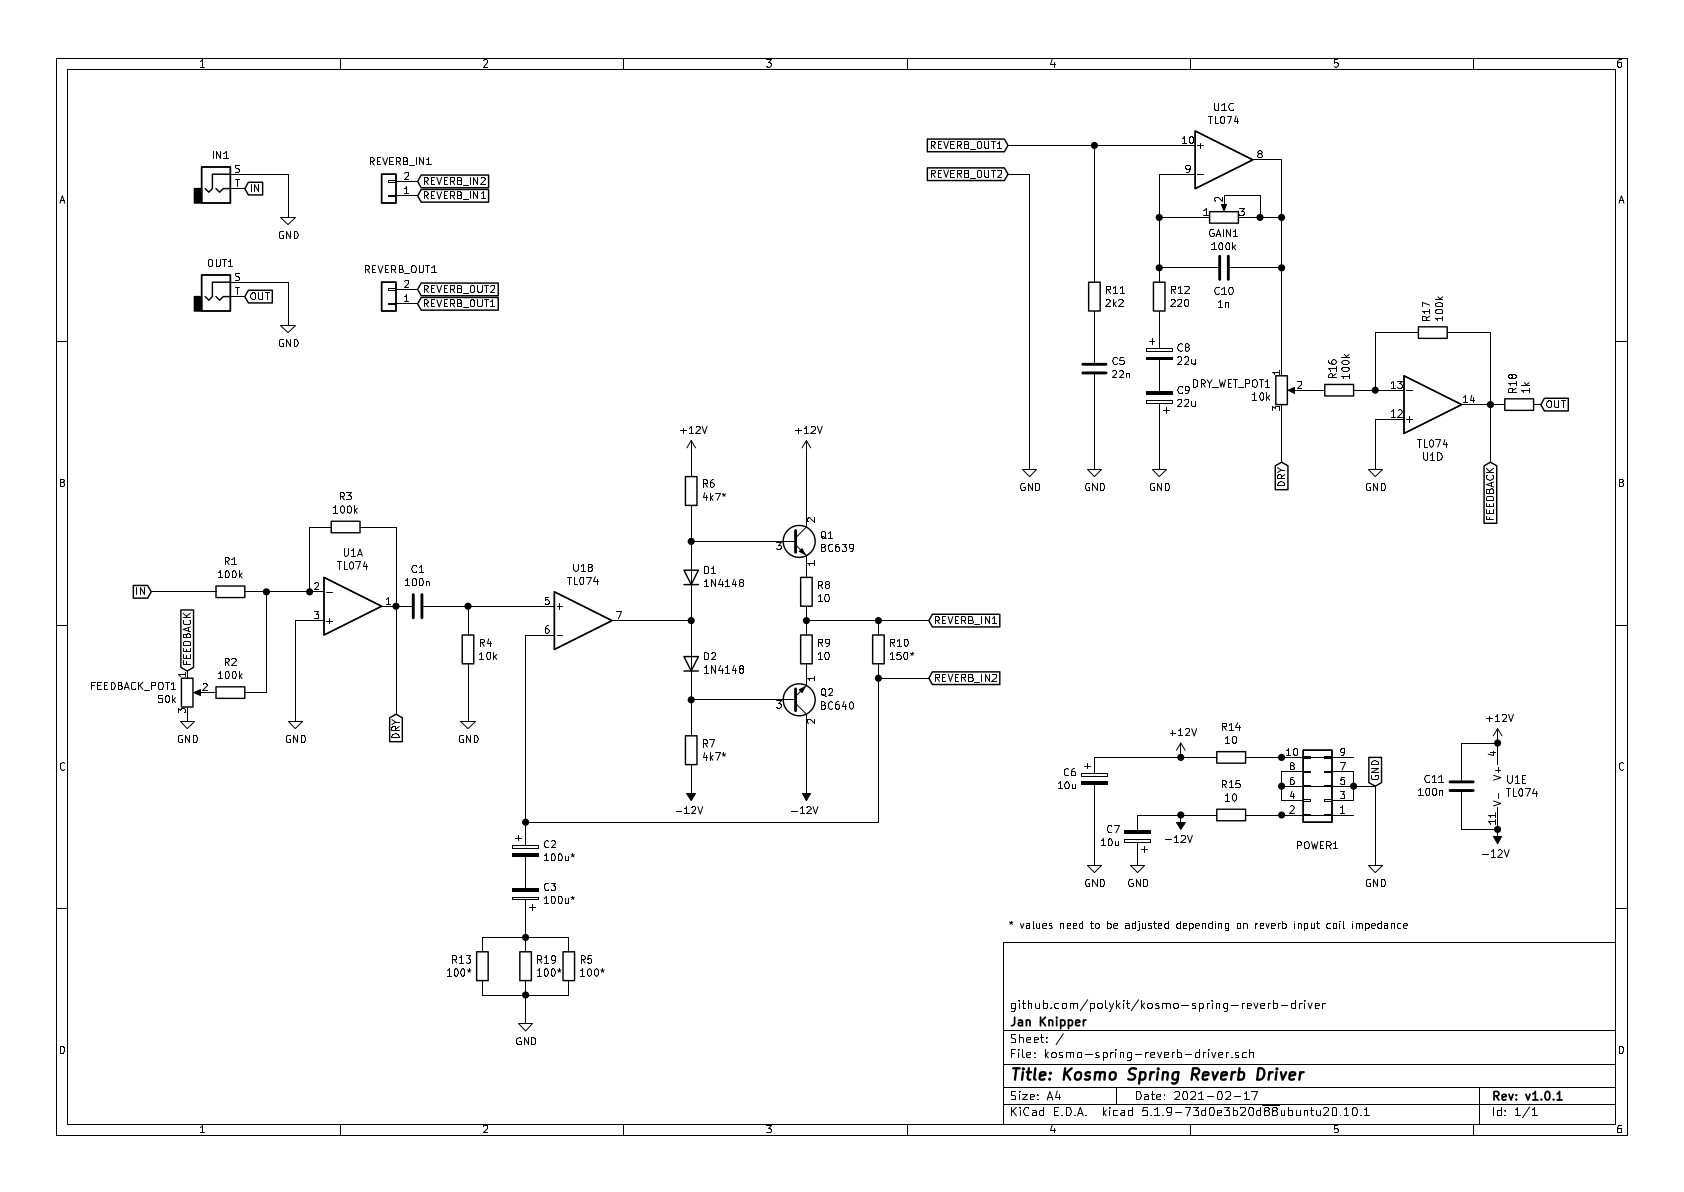 1 2 3 4 5 6
A A
B B
C C
D D
1 2 3 4 5 6
IN1
S
T
IN
GND
OUT1
S
T
OUT
GND
REVERB_IN1
2 REVERB_IN2
1 REVERB_IN1
REVERB_OUT1
2 REVERB_OUT2
1 REVERB_OUT1
REVERB_OUT1
REVERB_OUT2
GND
U1C
TL074
10
9
8
+
−
1 2 3
GAIN1
100k
C10
1n
R11
2k2
C5
22n
GND
R12
220
+
C8
22u
C9
22u
+
GND
DRY_WET_POT1
10k
1
2
3
DRY
R16
100k
R17
100k
13
12
14
−
+
TL074
U1D
GND
R18
1k
OUT
FEEDBACK
IN
R1
100k
FEEDBACK
FEEDBACK_POT1
50k
1
2
3
GND
R2
100k
R3
100k
U1A
TL074
2
3
1
−
+
GND
DRY
C1
100n
R4
10k
GND
U1B
TL074
5
6
7
+
−
+12V
R6
4k7*
D1
1N4148
D2
1N4148
R7
4k7*
−12V
+12V
Q1
BC639
2
3
1
R8
10
R9
10
Q2
BC640
1
3
2
−12V
R10
150*
REVERB_IN1
REVERB_IN2
+
C2
100u*
C3
100u*
+
R13
100*
R19
100*
R5
100*
GND
+12V
R14
10
+
C6
10u
GND
R15
10
−12V
C7
10u
+
GND
10 9
8 7
6 5
4 3
2 1
POWER1
GND
GND
+12V
C11
100n
4
V+
V−
11
U1E
TL074
−12V
* values need to be adjusted depending on reverb input coil impedance
github.com/polykit/kosmo−spring−reverb−driver
Jan Knipper
Sheet: /
File: kosmo−spring−reverb−driver.sch
Title: Kosmo Spring Reverb Driver
Size: A4 Date: 2021−02−17 Rev: v1.0.1
KiCad E.D.A. kicad 5.1.9−73d0e3b20d88ubuntu20.10.1 Id: 1/1